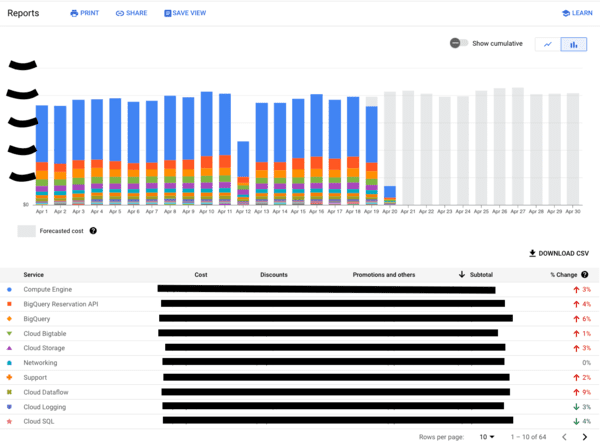 Reports PRINT SHARE SAVE VIEW LEARN
Show cumulative
$0
Apr 1 Apr 2 Apr 3 Apr 4 Apr 5 Apr 6 Apr 7 Apr 8 Apr 9 Apr 10 Apr 11 Apr 12 Apr 13 Apr 14 Apr 15 Apr 16 Apr 17 Apr 18 Apr 19 Apr 20 Apr 21 Apr 22 Apr 23 Apr 24 Apr 25 Apr 26 Apr 27 Apr 28 Apr 29 Apr 30
Forecasted cost
DOWNLOAD CSV
Service Cost Discounts Promotions and others Subtotal % Change
Compute Engine 3%
BigQuery Reservation API 4%
BigQuery 6%
Cloud Bigtable 1%
Cloud Storage 3%
Networking 0%
Support 2%
Cloud Dataflow 9%
Cloud Logging 3%
Cloud SQL 4%
Rows per page: 10 1 – 10 of 64